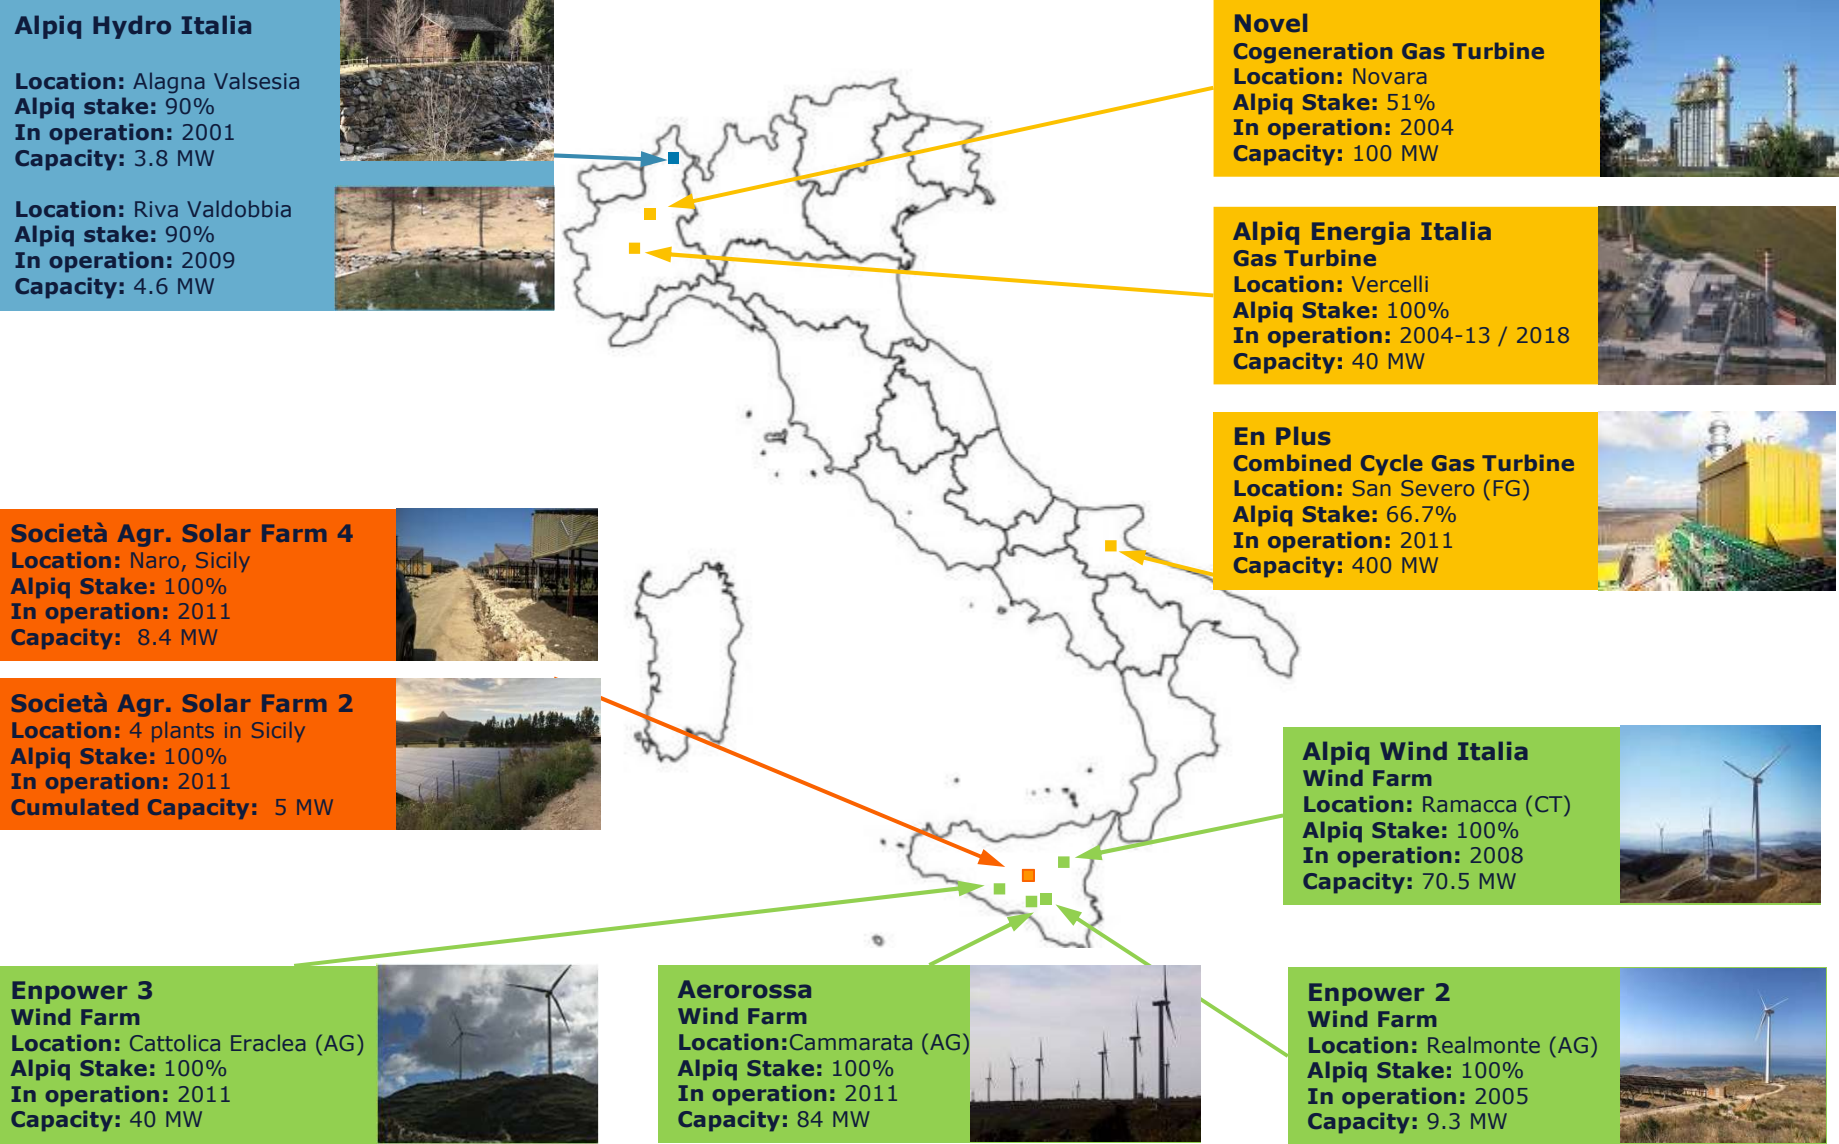 Alpiq Hydro Italia
Location: Alagna Valsesia
Alpiq stake: 90%
In operation: 2001
Capacity: 3.8 MW
Location: Riva Valdobbia
Alpiq stake: 90%
In operation: 2009
Capacity: 4.6 MW
Novel
Cogeneration Gas Turbine
Location: Novara
Alpiq Stake: 51%
In operation: 2004
Capacity: 100 MW
Alpiq Energia Italia
Gas Turbine
Location: Vercelli
Alpiq Stake: 100%
In operation: 2004-13 / 2018
Capacity: 40 MW
En Plus
Combined Cycle Gas Turbine
Location: San Severo (FG)
Alpiq Stake: 66.7%
In operation: 2011
Capacity: 400 MW
Società Agr. Solar Farm 4
Location: Naro, Sicily
Alpiq Stake: 100%
In operation: 2011
Capacity: 8.4 MW
Società Agr. Solar Farm 2
Location: 4 plants in Sicily
Alpiq Stake: 100%
In operation: 2011
Cumulated Capacity: 5 MW
Alpiq Wind Italia
Wind Farm
Location: Ramacca (CT)
Alpiq Stake: 100%
In operation: 2008
Capacity: 70.5 MW
Enpower 3
Wind Farm
Location: Cattolica Eraclea (AG)
Alpiq Stake: 100%
In operation: 2011
Capacity: 40 MW
Aerorossa
Wind Farm
Location:Cammarata (AG)
Alpiq Stake: 100%
In operation: 2011
Capacity: 84 MW
Enpower 2
Wind Farm
Location: Realmonte (AG)
Alpiq Stake: 100%
In operation: 2005
Capacity: 9.3 MW